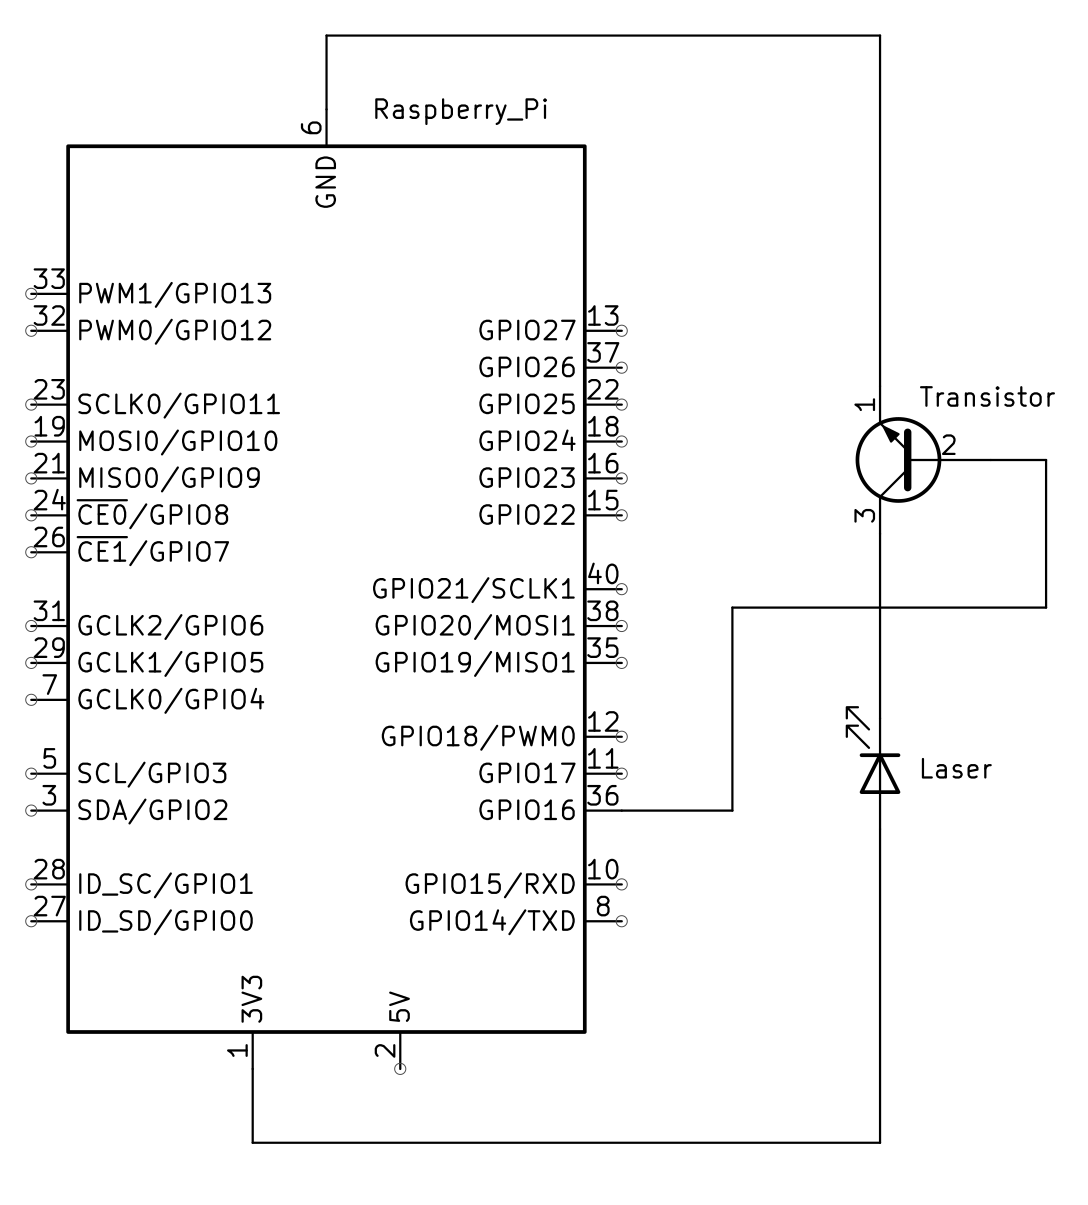 Raspberry_Pi
6
GND
33 PWM1/GPIO13
32 PWM0/GPIO12
GPIO27 13
GPIO26 37
23 SCLK0/GPIO11
GPIO25 22
Transistor
1
2
3
19 MOSI0/GPIO10
GPIO24 18
21 MISO0/GPIO9
GPIO23 16
24 CE0/GPIO8
GPIO22 15
26 CE1/GPIO7
GPIO21/SCLK1 40
31 GCLK2/GPIO6
GPIO20/MOSI1 38
29 GCLK1/GPIO5
GPIO19/MISO1 35
7 GCLK0/GPIO4
GPIO18/PWM0 12
5 SCL/GPIO3
GPIO17 11
Laser
3 SDA/GPIO2
GPIO16 36
28 ID_SC/GPIO1
GPIO15/RXD 10
27 ID_SD/GPIO0
GPIO14/TXD 8
3V3
5V
1
2